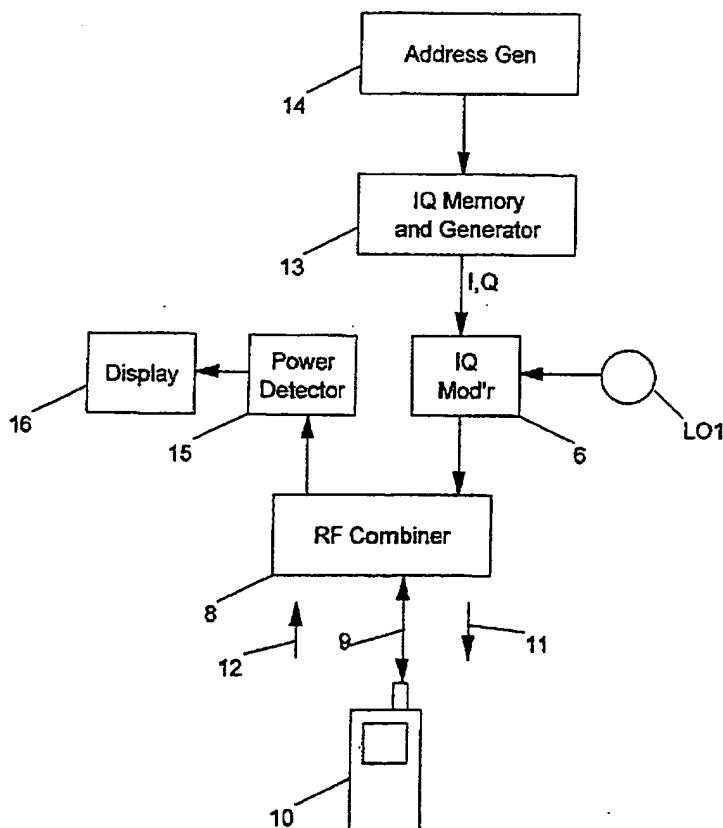 Address Gen
14
IQ Memory
and Generator
13
I,Q
Display
Power
Detector
IQ
Mod'r
16
15
6
LO1
RF Combiner
8
12
9
11
10